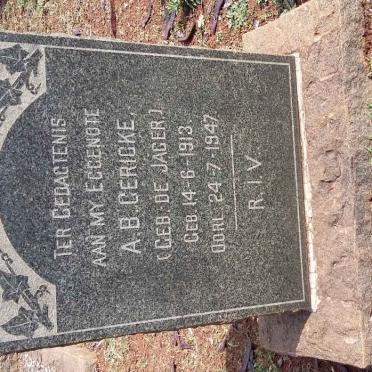 TER GEDAGTENIS
AAN MY EGGENOTE
A. B. GERICKE,
(GEB DE JAGER).
GEB 14-6-1913.
OORL. 24-7-1947.
R. I V.